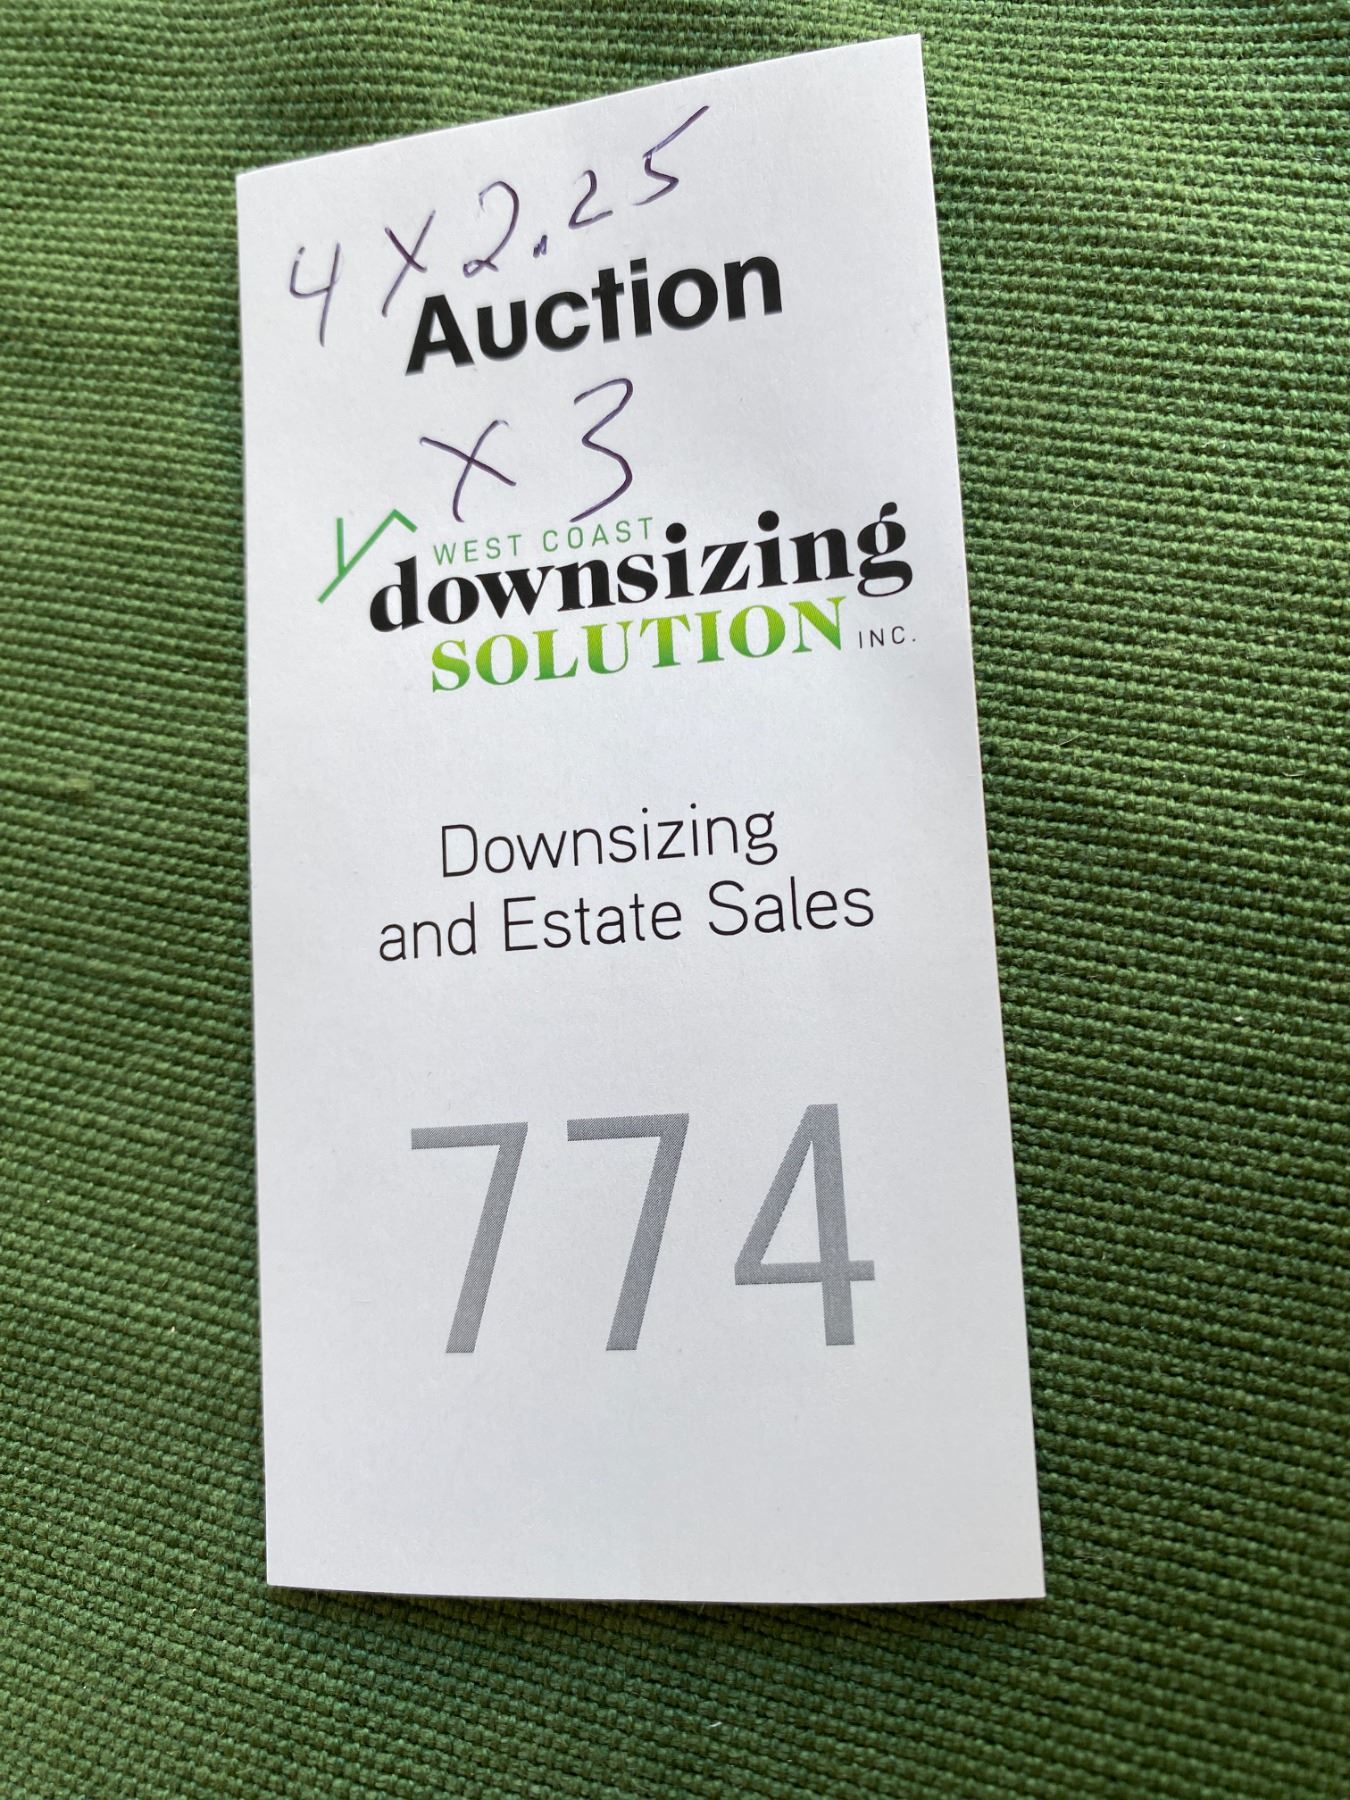 4 x 2.25
Auction
x 3
WEST COAST
downsizing
SOLUTION INC.
Downsizing
and Estate Sales
774